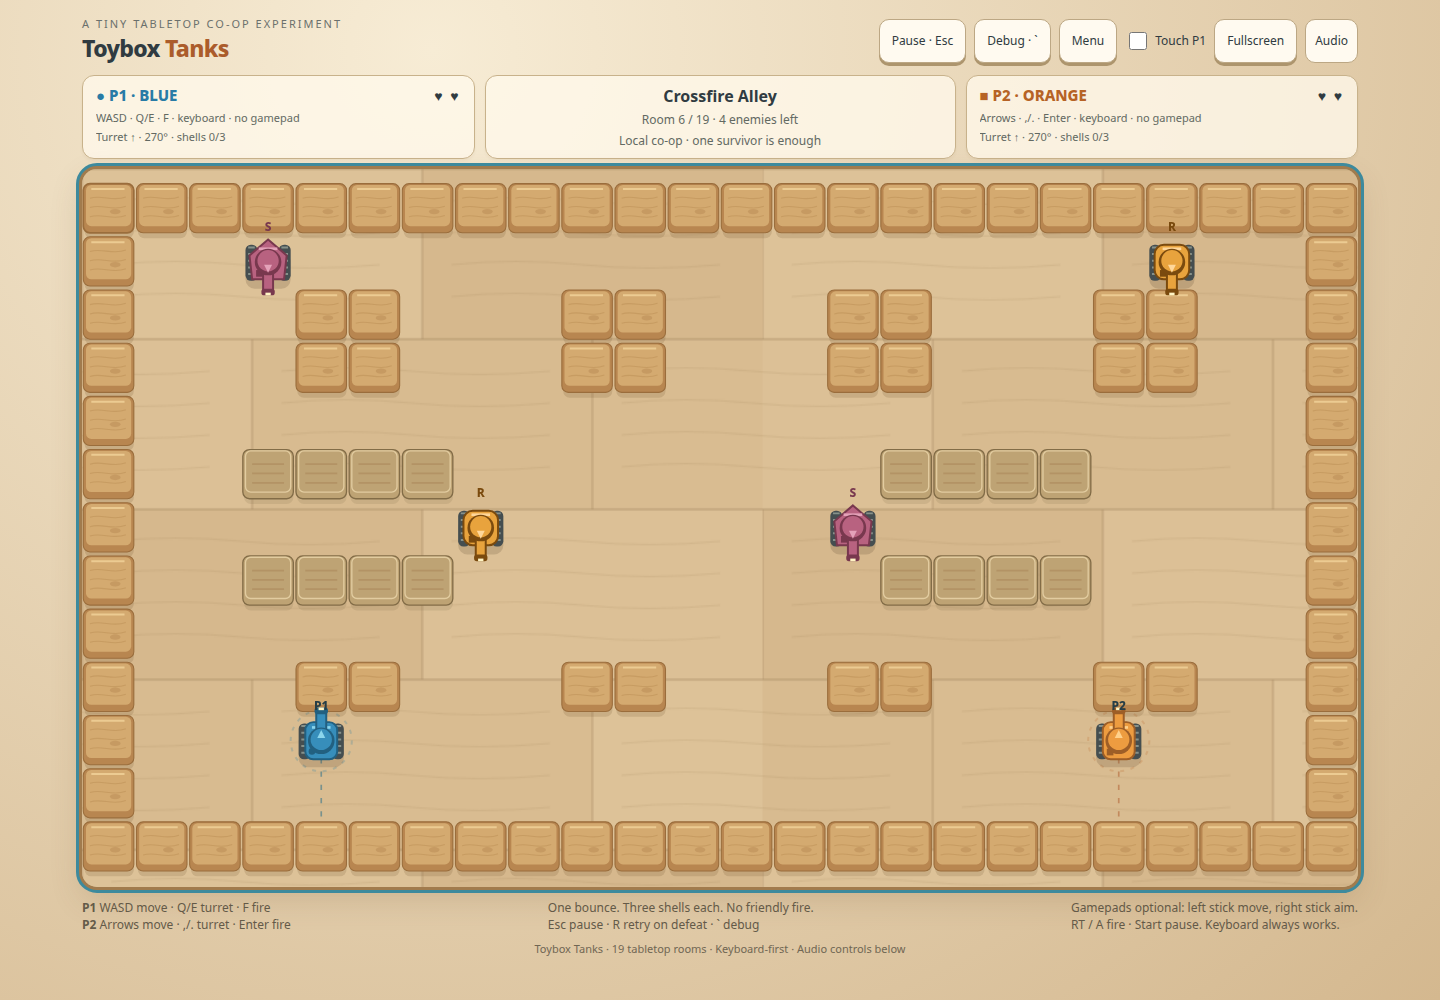 A TINY TABLETOP CO-OP EXPERIMENT
Toybox Tanks
Pause · Esc
Debug · `
Menu
Touch P1
Fullscreen
Audio
● P1 · BLUE ♥ ♥
WASD · Q/E · F · keyboard · no gamepad
Turret ↑ · 270° · shells 0/3
Crossfire Alley
Room 6 / 19 · 4 enemies left
Local co-op · one survivor is enough
■ P2 · ORANGE ♥ ♥
Arrows · ,/. · Enter · keyboard · no gamepad
Turret ↑ · 270° · shells 0/3
S
R
R
S
P1
P2
P1 WASD move · Q/E turret · F fire
P2 Arrows move · ,/. turret · Enter fire
One bounce. Three shells each. No friendly fire.
Esc pause · R retry on defeat · ` debug
Gamepads optional: left stick move, right stick aim.
RT / A fire · Start pause. Keyboard always works.
Toybox Tanks · 19 tabletop rooms · Keyboard-first · Audio controls below